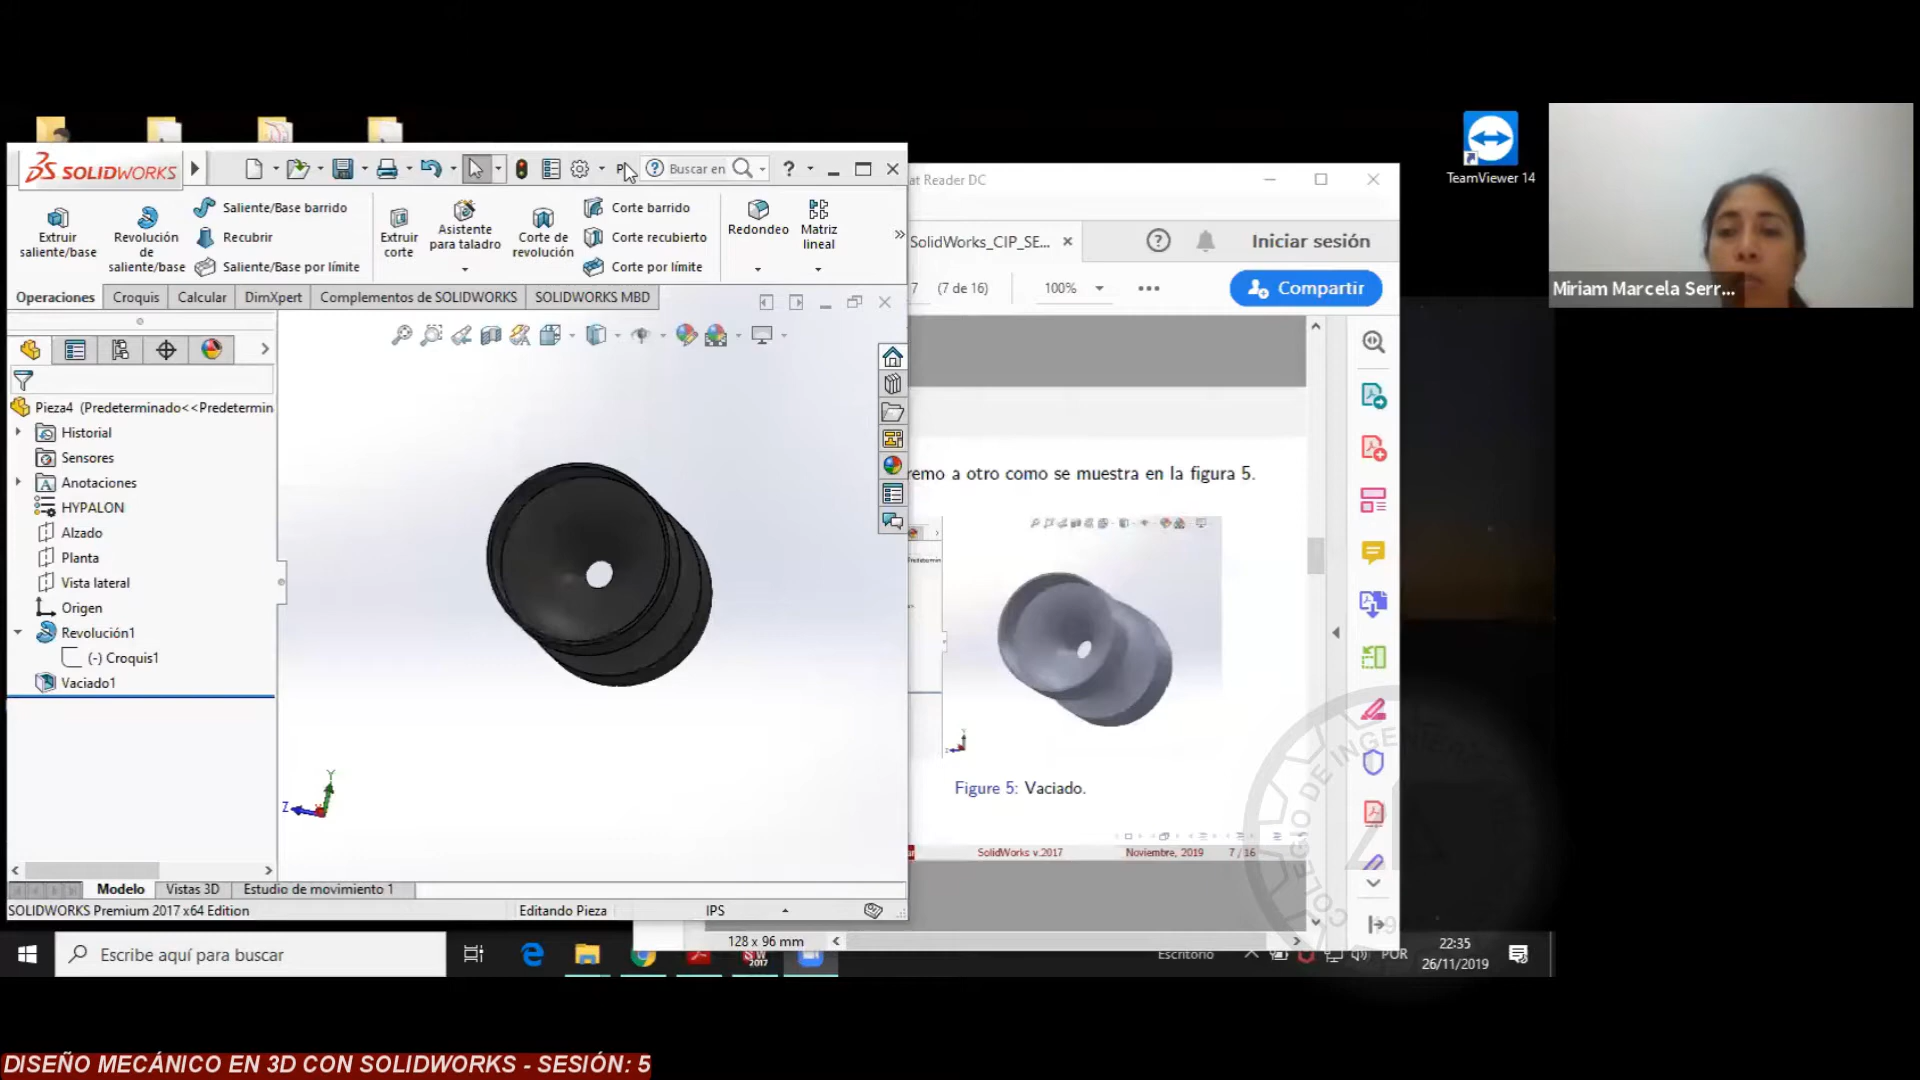 TeamViewer 14
Miriam Marcela Serr...
SOLIDWORKS
Buscar en
Extruir saliente/base
Revolución de saliente/base
Saliente/Base barrido
Recubrir
Saliente/Base por límite
Extruir corte
Asistente para taladro
Corte de revolución
Corte barrido
Corte recubierto
Corte por límite
Redondeo
Matriz lineal
Operaciones
Croquis
Calcular
DimXpert
Complementos de SOLIDWORKS
SOLIDWORKS MBD
Pieza4 (Predeterminado<<Predetermin
Historial
Sensores
Anotaciones
HYPALON
Alzado
Planta
Vista lateral
Origen
Revolución1
(-) Croquis1
Vaciado1
Y
Z
Modelo
Vistas 3D
Estudio de movimiento 1
SOLIDWORKS Premium 2017 x64 Edition
Editando Pieza
IPS
at Reader DC
SolidWorks_CIP_SE...
Iniciar sesión
7
(7 de 16)
100%
Compartir
remo a otro como se muestra en la figura 5.
Figure 5: Vaciado.
SolidWorks v.2017
Noviembre, 2019
7 / 16
128 x 96 mm
Escribe aquí para buscar
Escritorio
POR
22:35
26/11/2019
DISEÑO MECÁNICO EN 3D CON SOLIDWORKS - SESIÓN: 5